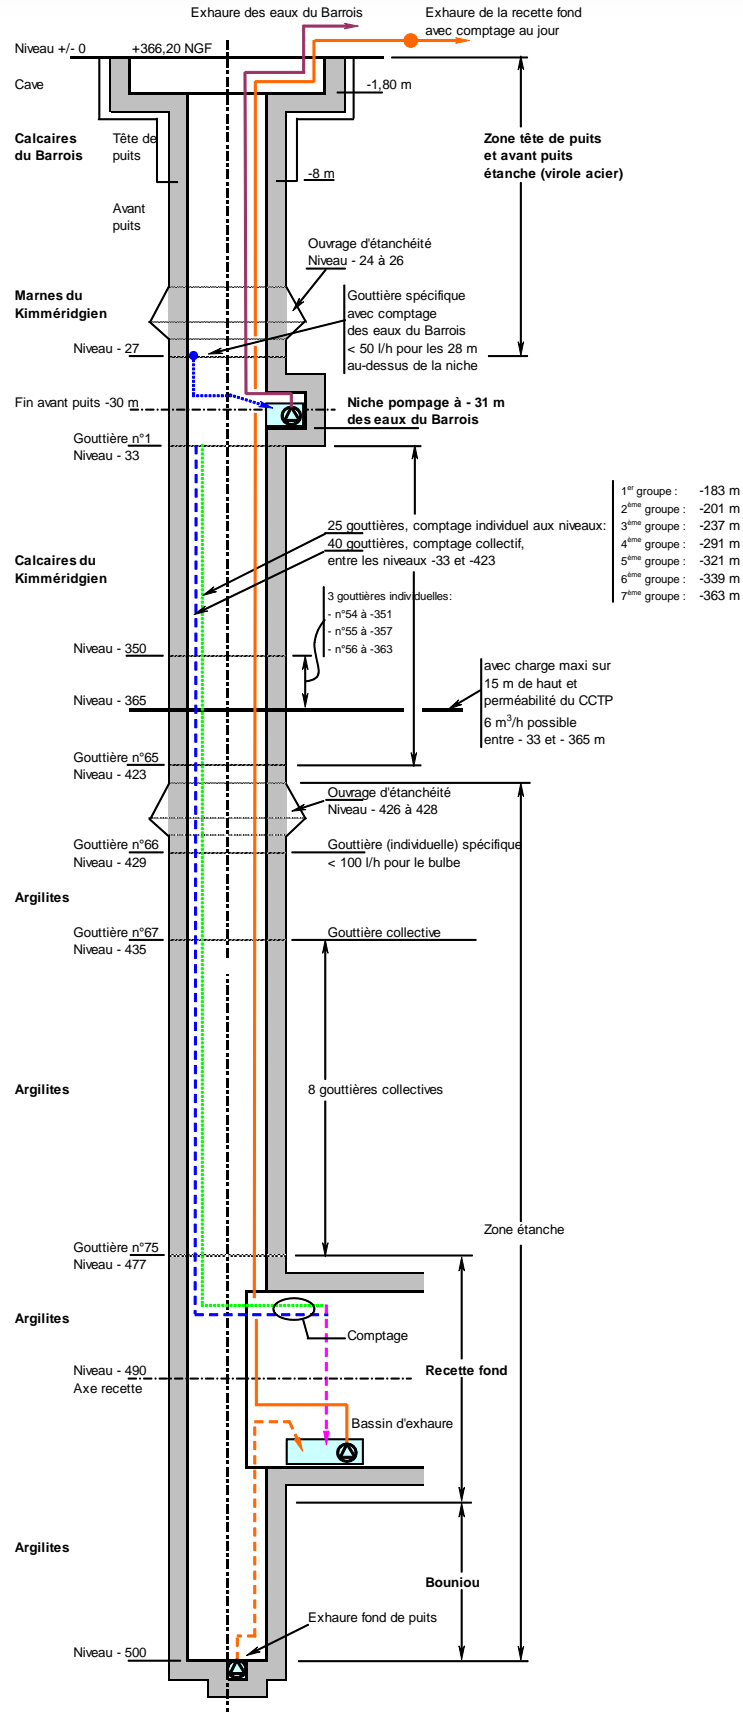 Exhaure des eaux du Barrois
Exhaure de la recette fond
avec comptage au jour
Niveau +/- 0
+366,20 NGF
Cave
-1,80 m
Calcaires
du Barrois
Tête de
puits
Zone tête de puits
et avant puits
étanche (virole acier)
-8 m
Avant
puits
Ouvrage d'étanchéité
Niveau - 24 à 26
Marnes du
Kimméridgien
Gouttière spécifique
avec comptage
des eaux du Barrois
< 50 l/h pour les 28 m
au-dessus de la niche
Niveau - 27
Fin avant puits -30 m
Niche pompage à - 31 m
des eaux du Barrois
Gouttière n°1
Niveau - 33
25 gouttières, comptage individuel aux niveaux:
40 gouttières, comptage collectif,
entre les niveaux -33 et -423
1er groupe : -183 m
2ème groupe : -201 m
3ème groupe : -237 m
4ème groupe : -291 m
5ème groupe : -321 m
6ème groupe : -339 m
7ème groupe : -363 m
Calcaires du
Kimméridgien
3 gouttières individuelles:
- n°54 à -351
- n°55 à -357
- n°56 à -363
Niveau - 350
avec charge maxi sur
15 m de haut et
perméabilité du CCTP
6 m³/h possible
entre - 33 et - 365 m
Niveau - 365
Gouttière n°65
Niveau - 423
Ouvrage d'étanchéité
Niveau - 426 à 428
Gouttière n°66
Niveau - 429
Gouttière (individuelle) spécifique
< 100 l/h pour le bulbe
Argilites
Gouttière n°67
Niveau - 435
Gouttière collective
Argilites
8 gouttières collectives
Zone étanche
Gouttière n°75
Niveau - 477
Argilites
Comptage
Niveau - 490
Axe recette
Recette fond
Bassin d'exhaure
Argilites
Bouniou
Exhaure fond de puits
Niveau - 500